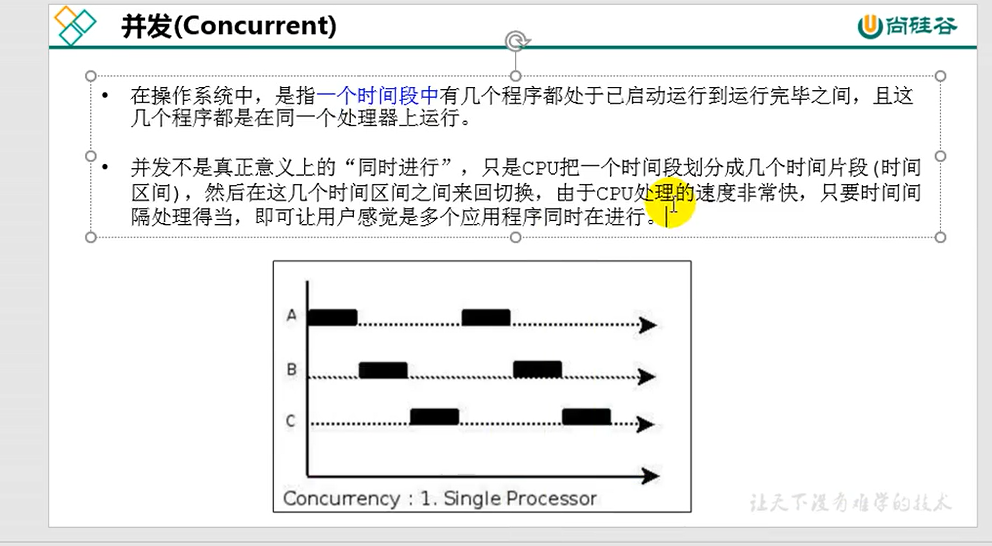 并发(Concurrent)
尚硅谷
• 在操作系统中，是指一个时间段中有几个程序都处于已启动运行到运行完毕之间，且这
几个程序都是在同一个处理器上运行。
• 并发不是真正意义上的“同时进行”，只是CPU把一个时间段划分成几个时间片段(时间
区间)，然后在这几个时间区间之间来回切换，由于CPU处理的速度非常快，只要时间间
隔处理得当，即可让用户感觉是多个应用程序同时在进行。
A
B
C
Concurrency : 1. Single Processor
让天下没有难学的技术